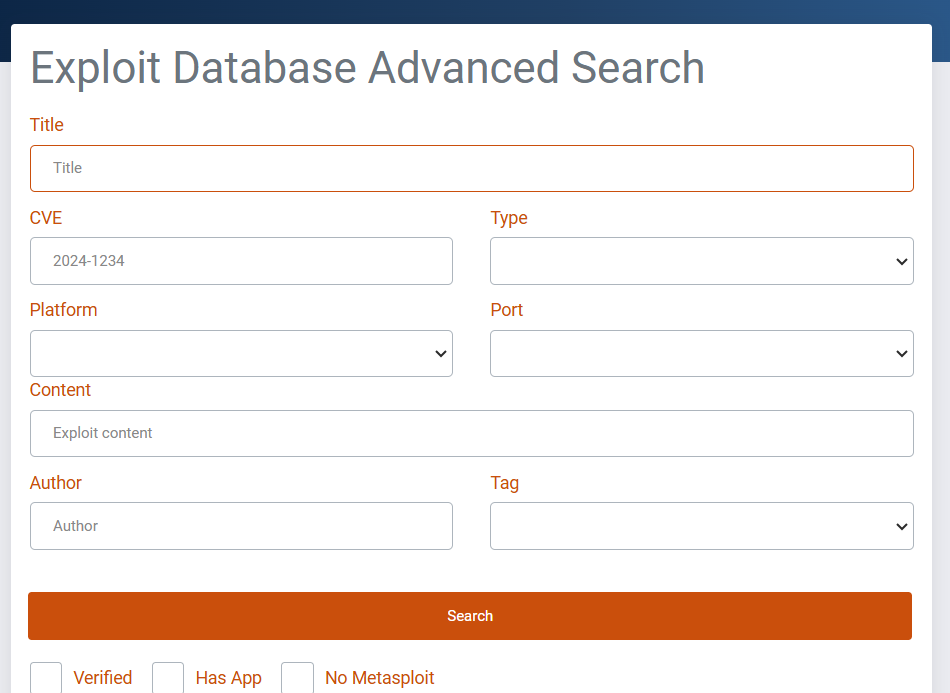 Exploit Database Advanced Search
Title
Title
CVE
Type
2024-1234
Platform
Port
Content
Exploit content
Author
Tag
Author
Search
Verified
Has App
No Metasploit